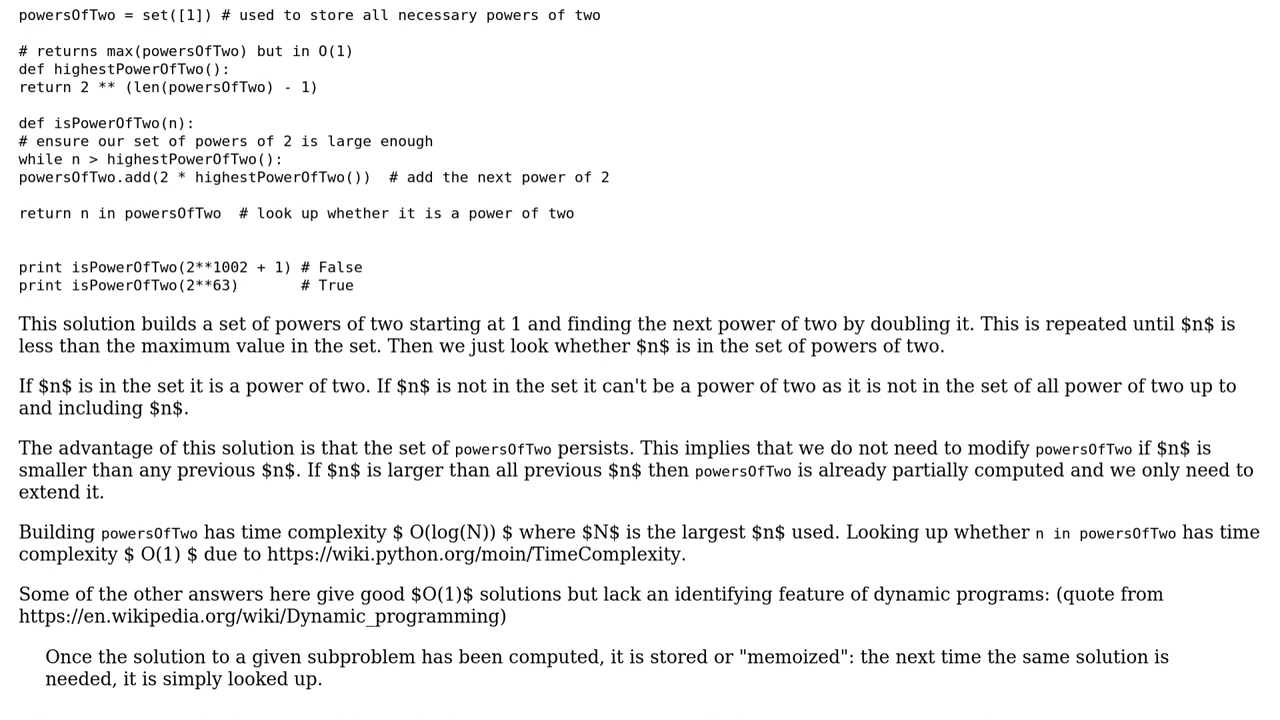 powersOfTwo = set([1]) # used to store all necessary powers of two
# returns max(powersOfTwo) but in O(1)
def highestPowerOfTwo():
return 2 ** (len(powersOfTwo) - 1)
def isPowerOfTwo(n):
# ensure our set of powers of 2 is large enough
while n > highestPowerOfTwo():
powersOfTwo.add(2 * highestPowerOfTwo())  # add the next power of 2
return n in powersOfTwo  # look up whether it is a power of two
print isPowerOfTwo(2**1002 + 1) # False
print isPowerOfTwo(2**63)       # True
This solution builds a set of powers of two starting at 1 and finding the next power of two by doubling it. This is repeated until $n$ is
less than the maximum value in the set. Then we just look whether $n$ is in the set of powers of two.
If $n$ is in the set it is a power of two. If $n$ is not in the set it can't be a power of two as it is not in the set of all power of two up to
and including $n$.
The advantage of this solution is that the set of powersOfTwo persists. This implies that we do not need to modify powersOfTwo if $n$ is
smaller than any previous $n$. If $n$ is larger than all previous $n$ then powersOfTwo is already partially computed and we only need to
extend it.
Building powersOfTwo has time complexity $ O(log(N)) $ where $N$ is the largest $n$ used. Looking up whether n in powersOfTwo has time
complexity $ O(1) $ due to https://wiki.python.org/moin/TimeComplexity.
Some of the other answers here give good $O(1)$ solutions but lack an identifying feature of dynamic programs: (quote from
https://en.wikipedia.org/wiki/Dynamic_programming)
Once the solution to a given subproblem has been computed, it is stored or "memoized": the next time the same solution is
needed, it is simply looked up.